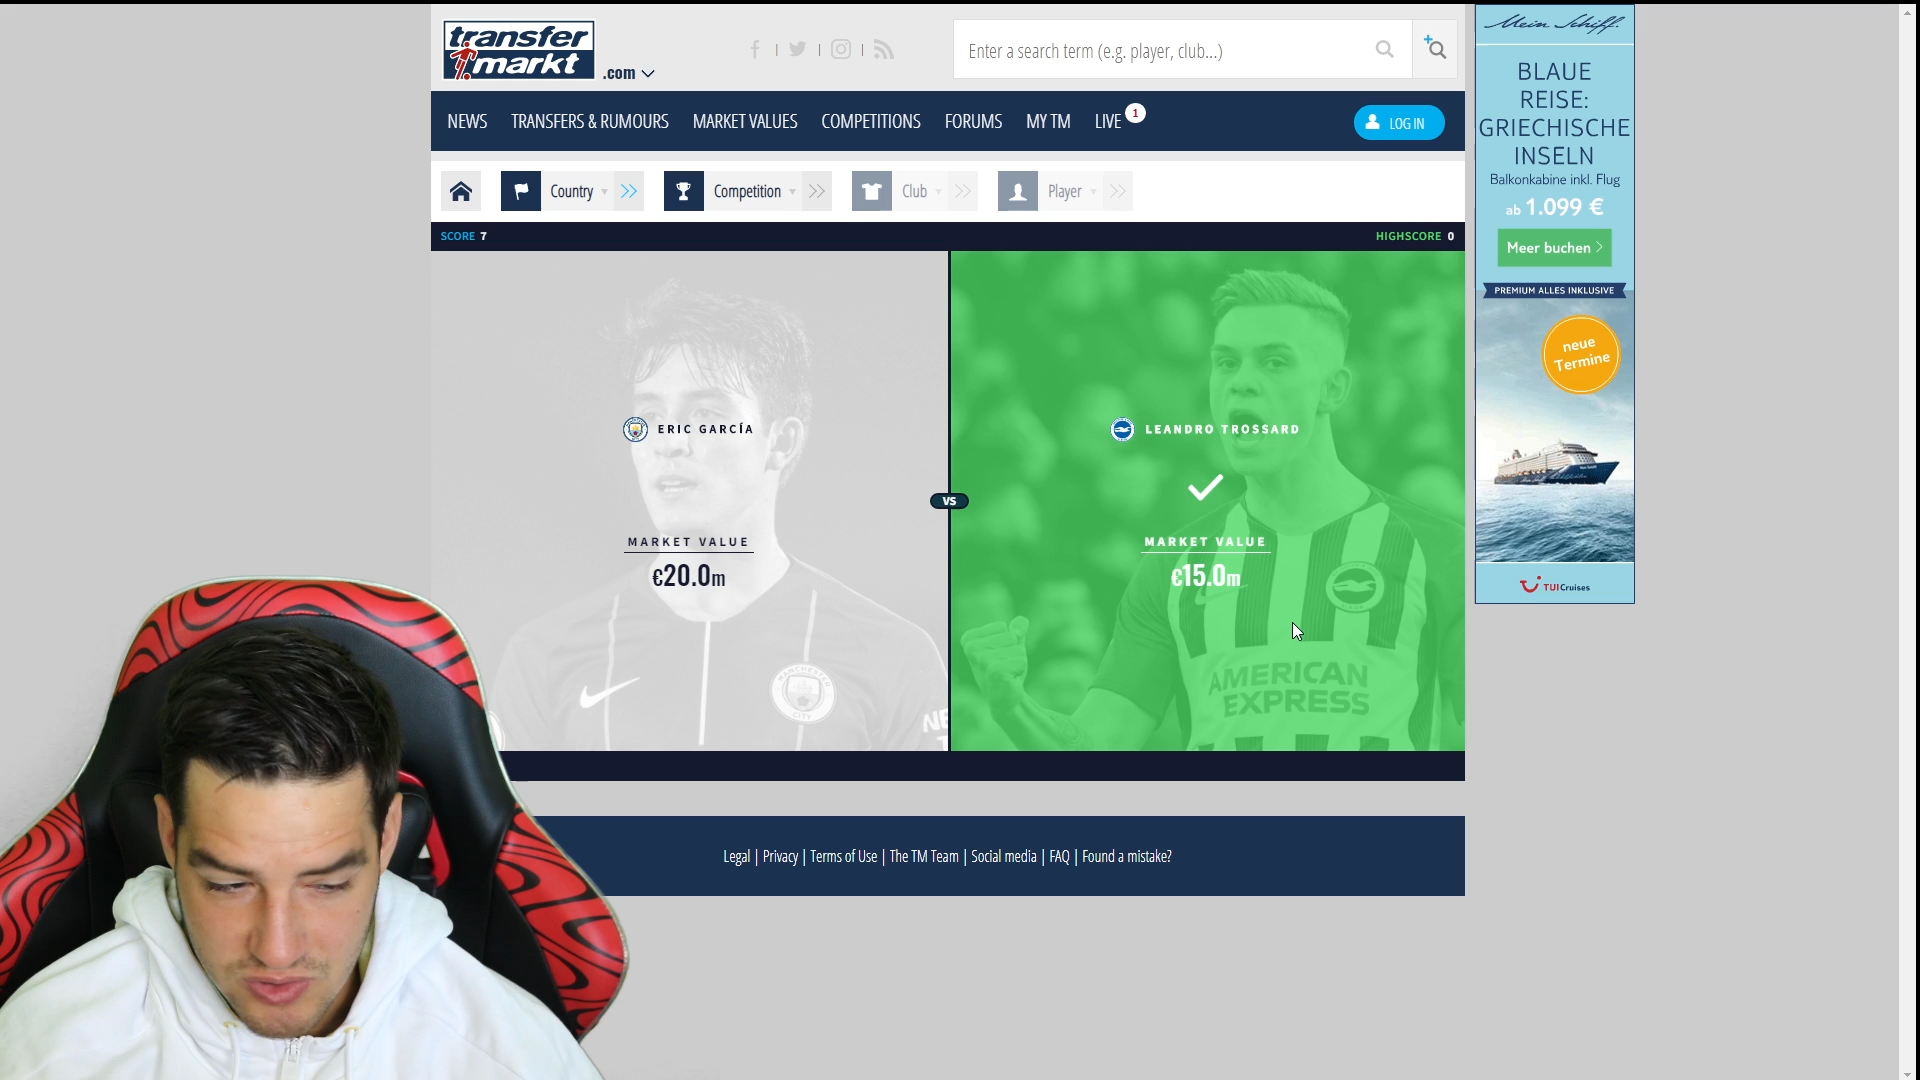 transfer
markt
.com
Enter a search term (e.g. player, club...)
NEWS TRANSFERS & RUMOURS MARKET VALUES COMPETITIONS FORUMS MY TM LIVE 1
LOG IN
Country
Competition
Club
Player
SCORE 7
HIGHSCORE 0
ERIC GARCÍA
MARKET VALUE
€20.0m
MANCHESTER
CITY
VS
LEANDRO TROSSARD
MARKET VALUE
€15.0m
AMERICAN
EXPRESS
Legal | Privacy | Terms of Use | The TM Team | Social media | FAQ | Found a mistake?
Mein Schiff
BLAUE
REISE:
GRIECHISCHE
INSELN
Balkonkabine inkl. Flug
ab 1.099 €
Meer buchen
PREMIUM ALLES INKLUSIVE
neue
Termine
TUI Cruises